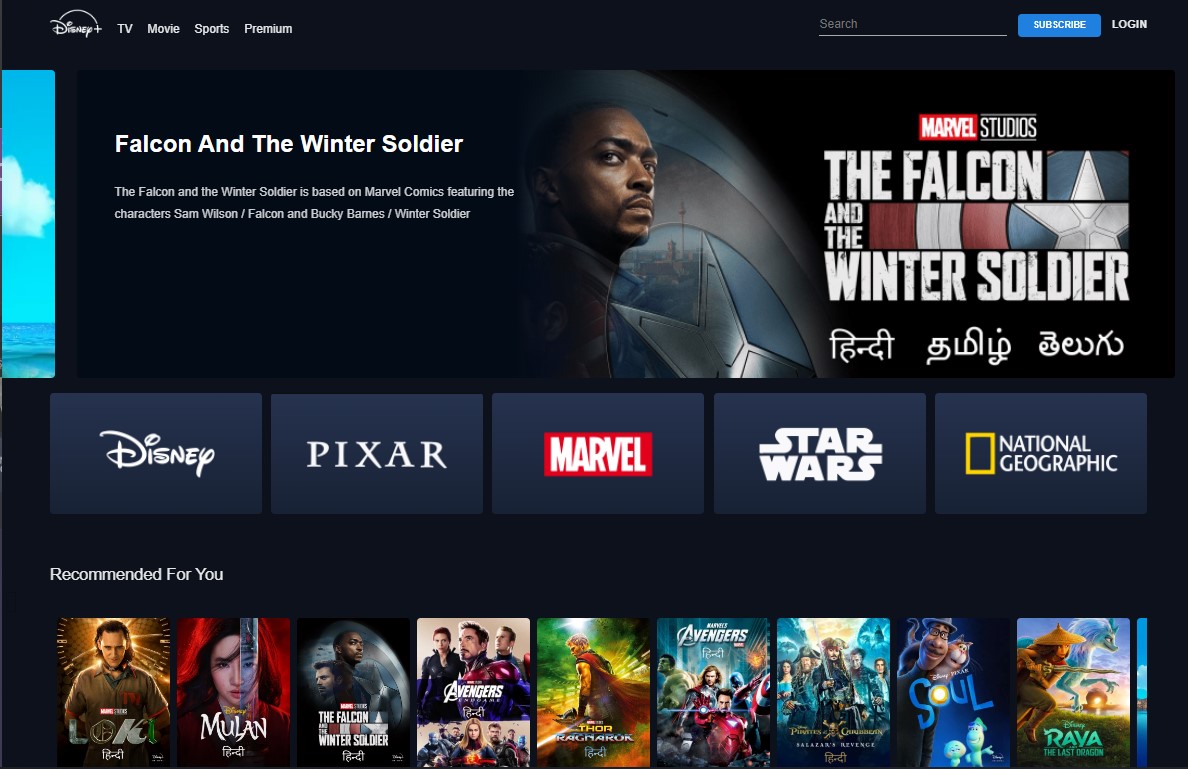 Disney+ TV Movie Sports Premium Search SUBSCRIBE LOGIN
Falcon And The Winter Soldier
The Falcon and the Winter Soldier is based on Marvel Comics featuring the
characters Sam Wilson / Falcon and Bucky Barnes / Winter Soldier
MARVEL STUDIOS
THE FALCON
AND
THE
WINTER SOLDIER
हिन्दी தமிழ் తెలుగు
DISNEY
PIXAR
MARVEL
STAR
WARS
NATIONAL
GEOGRAPHIC
Recommended For You
MARVEL STUDIOS
LOKI
हिन्दी
Disney
MULAN
हिन्दी
MARVEL STUDIOS
THE FALCON
AND
THE
WINTER SOLDIER
हिन्दी
AVENGERS
ENDGAME
हिन्दी
THOR
RAGNAROK
हिन्दी
MARVEL'S
AVENGERS
हिन्दी
PIRATES OF THE CARIBBEAN
SALAZAR'S REVENGE
हिन्दी
Disney PIXAR
SOUL
Disney
RAYA
AND
THE LAST DRAGON